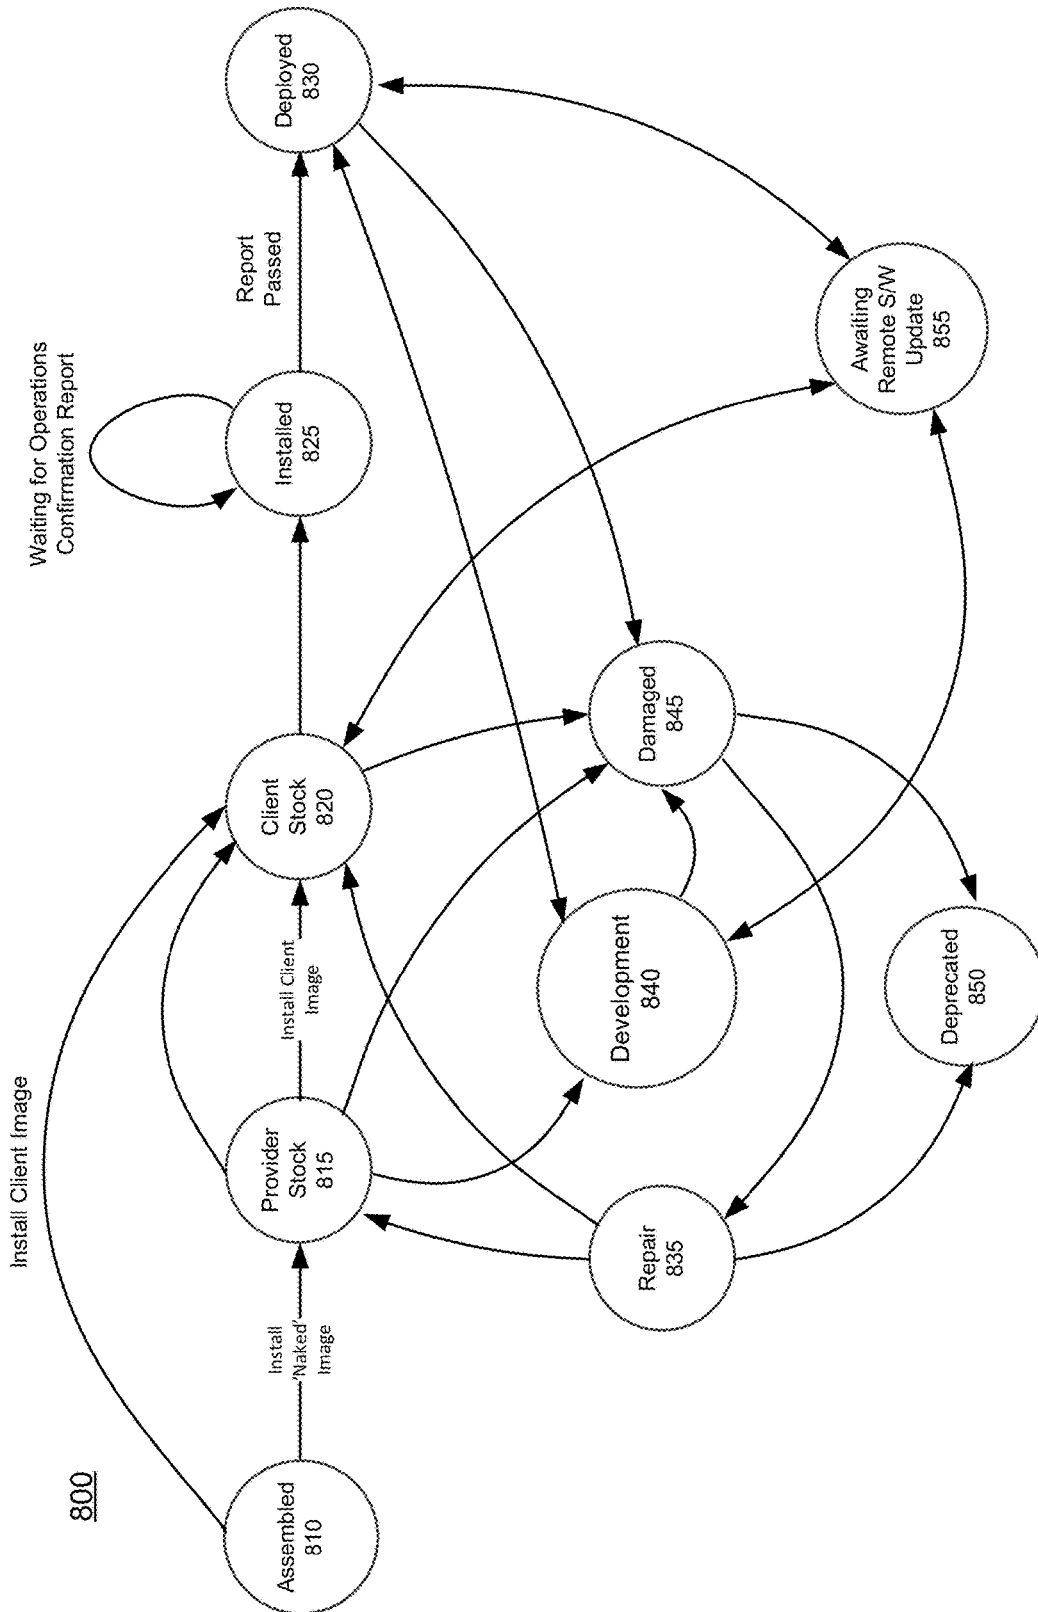 800
Install Client Image
Waiting for Operations
Confirmation Report
Assembled
810
Install
'Naked'
Image
Provider
Stock
815
Install Client
Image
Client
Stock
820
Installed
825
Report
Passed
Deployed
830
Repair
835
Development
840
Damaged
845
Deprecated
850
Awaiting
Remote S/W
Update
855